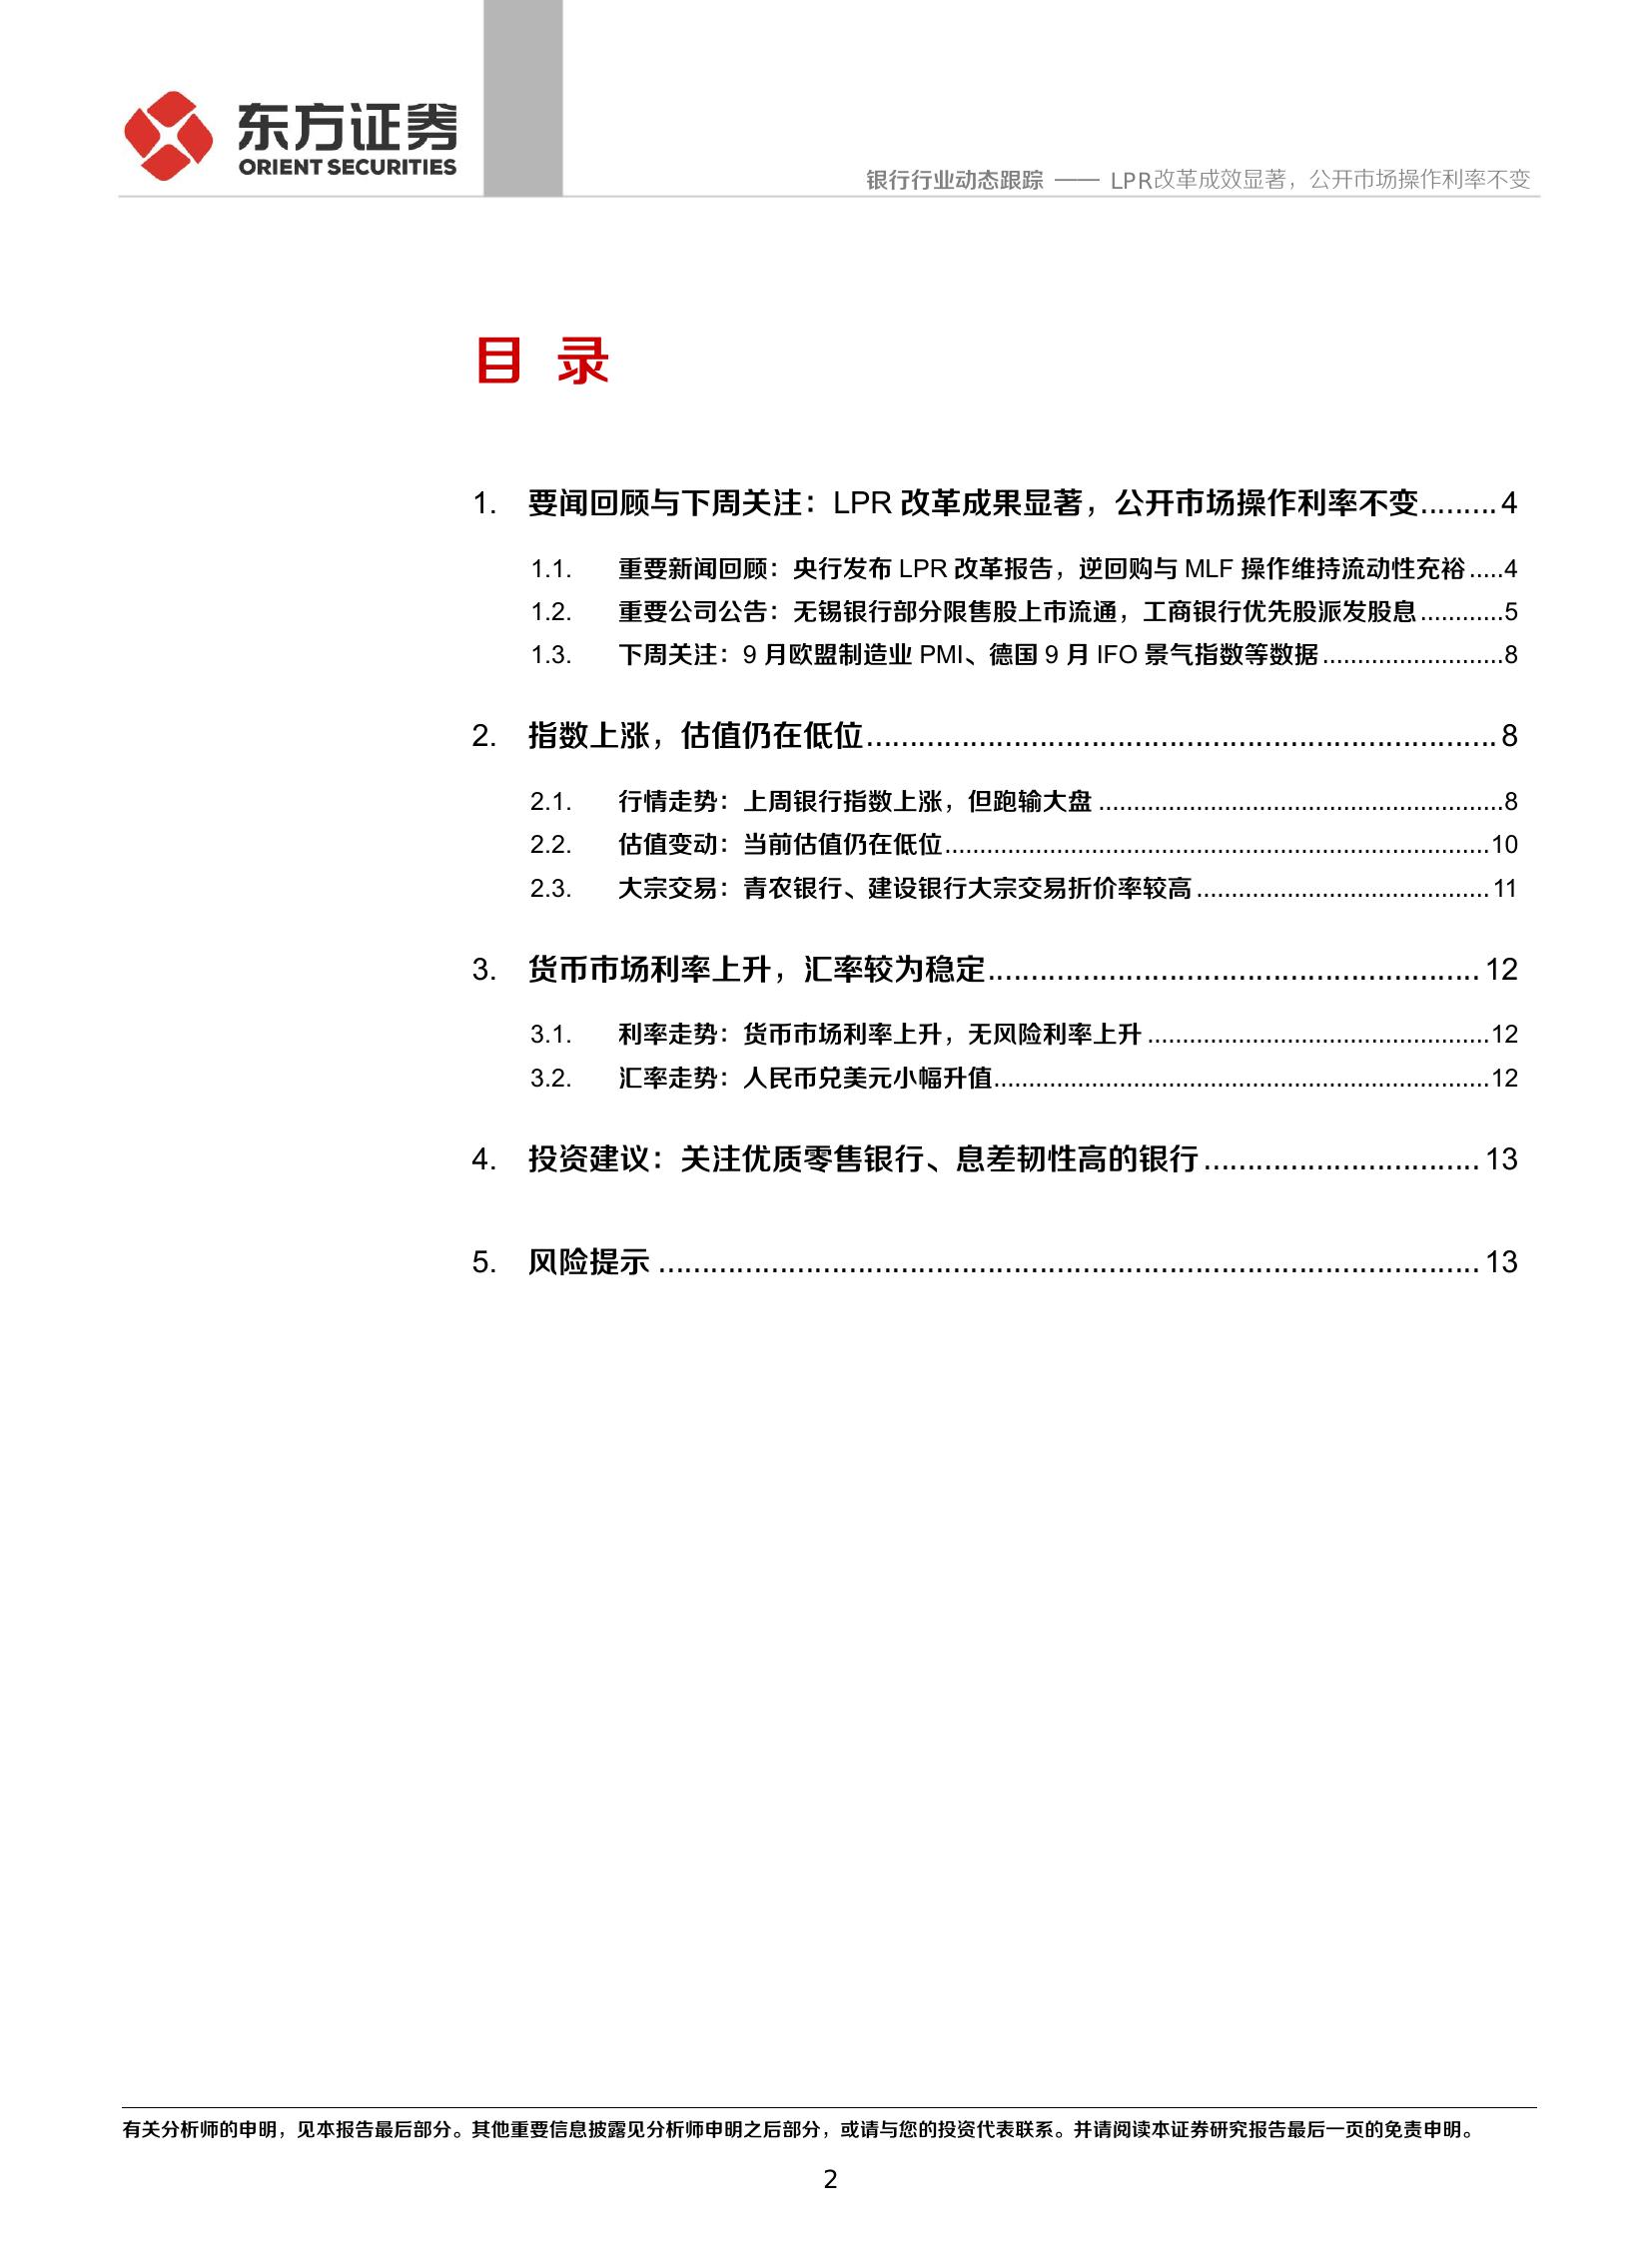 东方证券
ORIENT SECURITIES
银行行业动态跟踪 —— LPR改革成效显著，公开市场操作利率不变
目 录
1. 要闻回顾与下周关注：LPR 改革成果显著，公开市场操作利率不变.........4
1.1. 重要新闻回顾：央行发布 LPR 改革报告，逆回购与 MLF 操作维持流动性充裕.....4
1.2. 重要公司公告：无锡银行部分限售股上市流通，工商银行优先股派发股息............5
1.3. 下周关注：9 月欧盟制造业 PMI、德国 9 月 IFO 景气指数等数据..........................8
2. 指数上涨，估值仍在低位........................................................................8
2.1. 行情走势：上周银行指数上涨，但跑输大盘..........................................................8
2.2. 估值变动：当前估值仍在低位..............................................................................10
2.3. 大宗交易：青农银行、建设银行大宗交易折价率较高..........................................11
3. 货币市场利率上升，汇率较为稳定........................................................12
3.1. 利率走势：货币市场利率上升，无风险利率上升.................................................12
3.2. 汇率走势：人民币兑美元小幅升值.......................................................................12
4. 投资建议：关注优质零售银行、息差韧性高的银行................................13
5. 风险提示..............................................................................................13
有关分析师的申明，见本报告最后部分。其他重要信息披露见分析师申明之后部分，或请与您的投资代表联系。并请阅读本证券研究报告最后一页的免责申明。
2